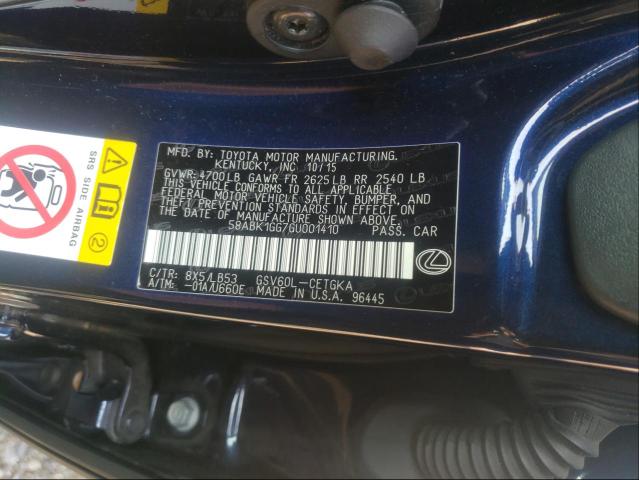 MFD. BY: TOYOTA MOTOR MANUFACTURING.
KENTUCKY, INC 10/15
GVWR: 4700LB GAWR FR 2625LB RR 2540 LB
THIS VEHICLE CONFORMS TO ALL APPLICABLE
FEDERAL MOTOR VEHICLE SAFETY, BUMPER,
AND THEFT PREVENTION STANDARDS IN EFFECT ON
THE DATE OF MANUFACTURE SHOWN ABOVE.
58ABK1GG7GU001410 PASS. CAR
C/TR: 8X5/LB53 GSV60L-CETGKA
A/TM: -01A/U660E MADE IN U.S.A. 96445
SRS SIDE AIRBAG
2